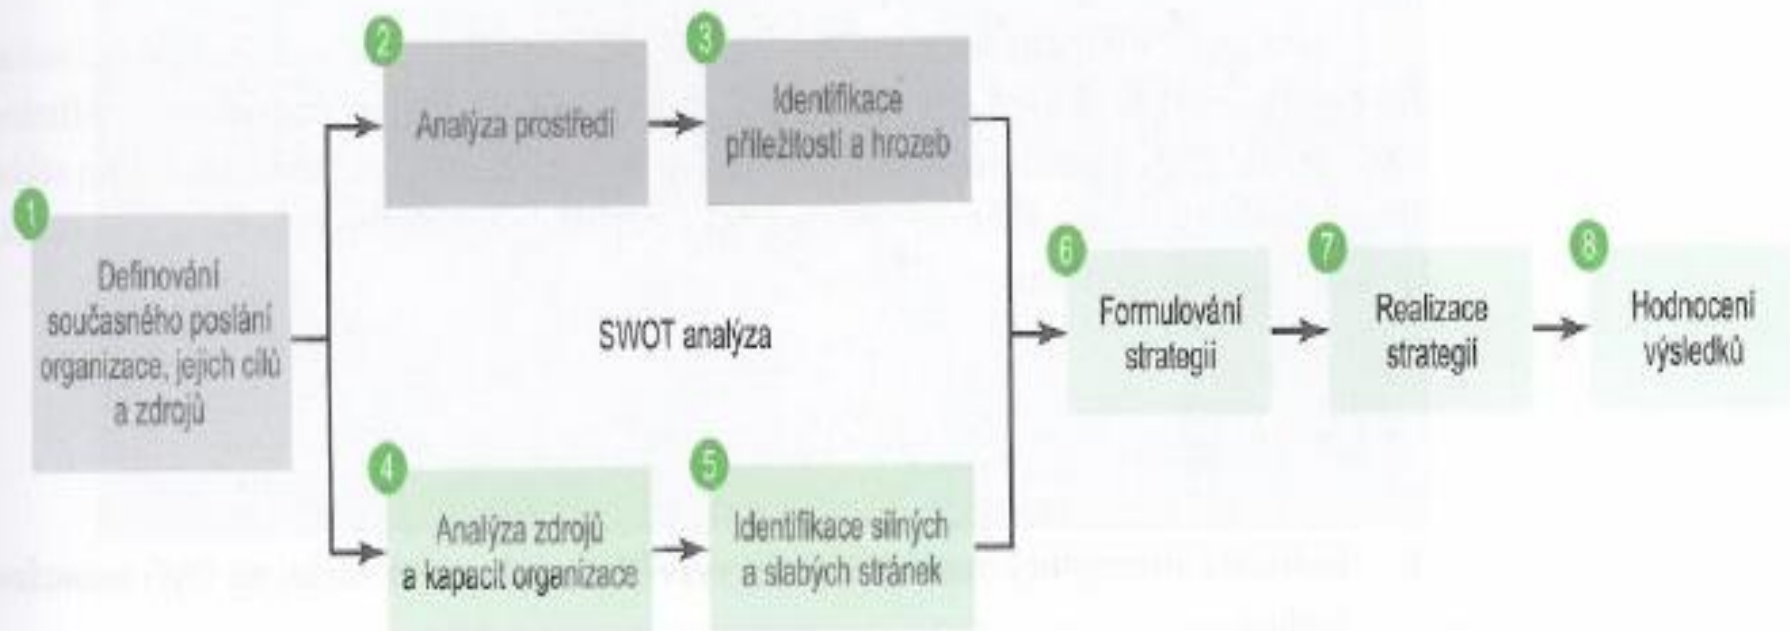 1
Definování
současného poslání
organizace, jejich cílů
a zdrojů
2
Analýza prostředí
3
Identifikace
příležitostí a hrozeb
SWOT analýza
4
Analýza zdrojů
a kapacit organizace
5
Identifikace silných
a slabých stránek
6
Formulování
strategií
7
Realizace
strategií
8
Hodnocení
výsledků